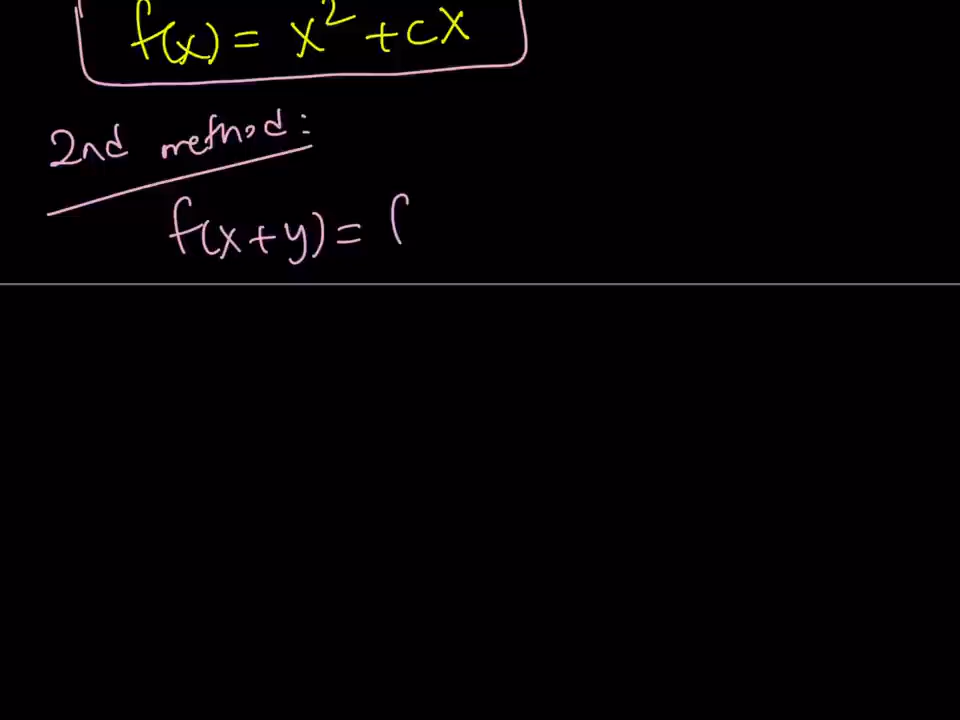 f(x) = x² + cx
2nd method:
f(x+y) = (